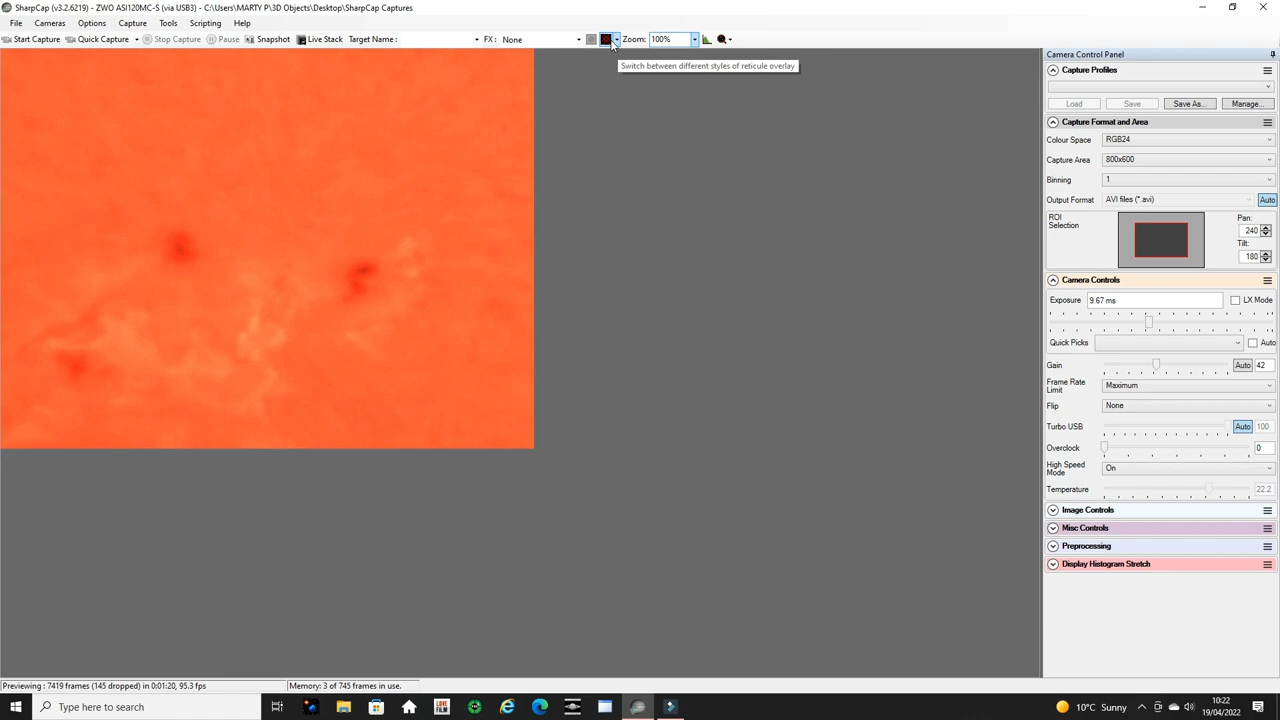 SharpCap (v3.2.6219) - ZWO ASI120MC-S (via USB3) - C:\Users\MARTY P\3D Objects\Desktop\SharpCap Captures
File Cameras Options Capture Tools Scripting Help
Start Capture Quick Capture Stop Capture Pause Snapshot Live Stack Target Name : FX : None Zoom: 100%
Switch between different styles of reticule overlay
Camera Control Panel
Capture Profiles
Load Save Save As... Manage...
Capture Format and Area
Colour Space RGB24
Capture Area 800x600
Binning 1
Output Format AVI files (*.avi) Auto
ROI Selection Pan: 240
Tilt: 180
Camera Controls
Exposure 9.67 ms LX Mode
Quick Picks Auto
Gain Auto 42
Frame Rate Limit Maximum
Flip None
Turbo USB Auto 100
Overclock 0
High Speed Mode On
Temperature 22.2
Image Controls
Misc Controls
Preprocessing
Display Histogram Stretch
Previewing : 7419 frames (145 dropped) in 0:01:20, 95.3 fps Memory: 3 of 745 frames in use.
Type here to search LOVE FILM 10°C Sunny 10:22
19/04/2022